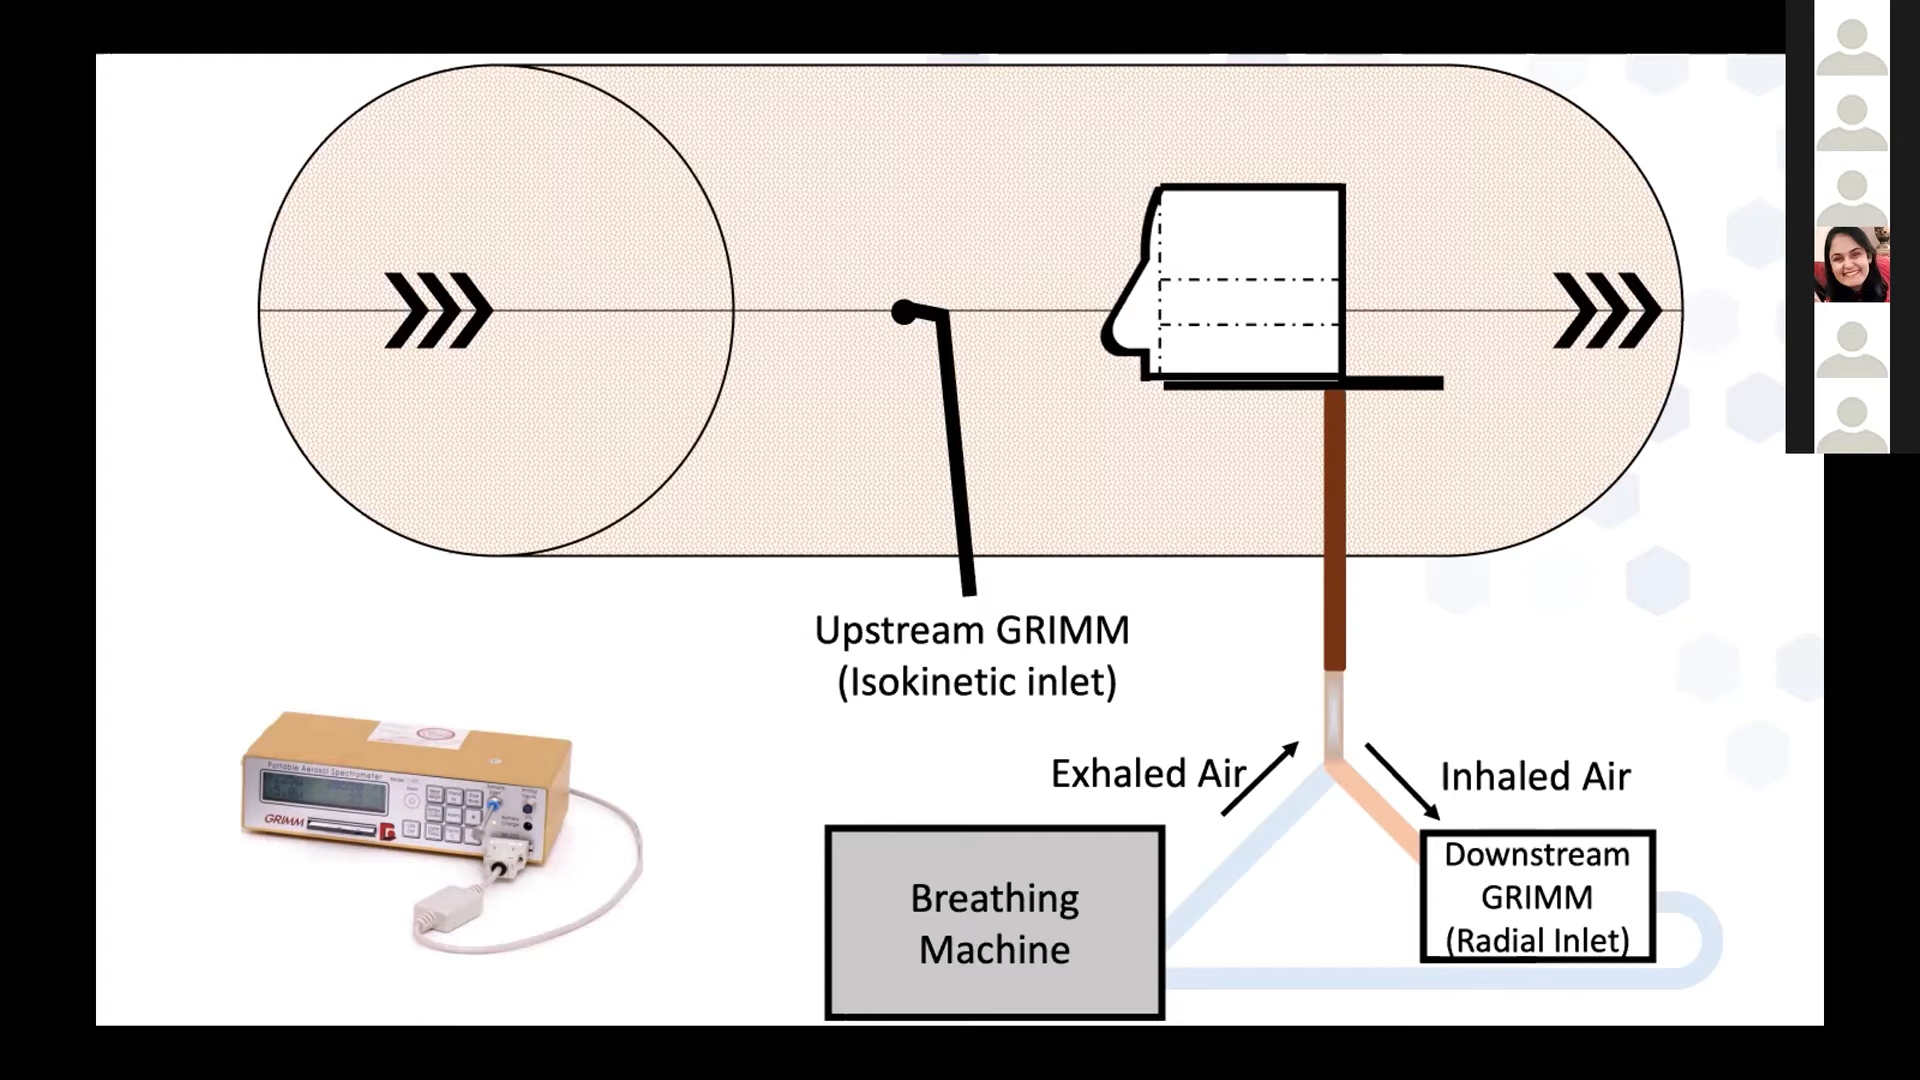 Upstream GRIMM
(Isokinetic inlet)
Exhaled Air
Inhaled Air
Breathing
Machine
Downstream
GRIMM
(Radial Inlet)
Portable Aerosol Spectrometer
GRIMM